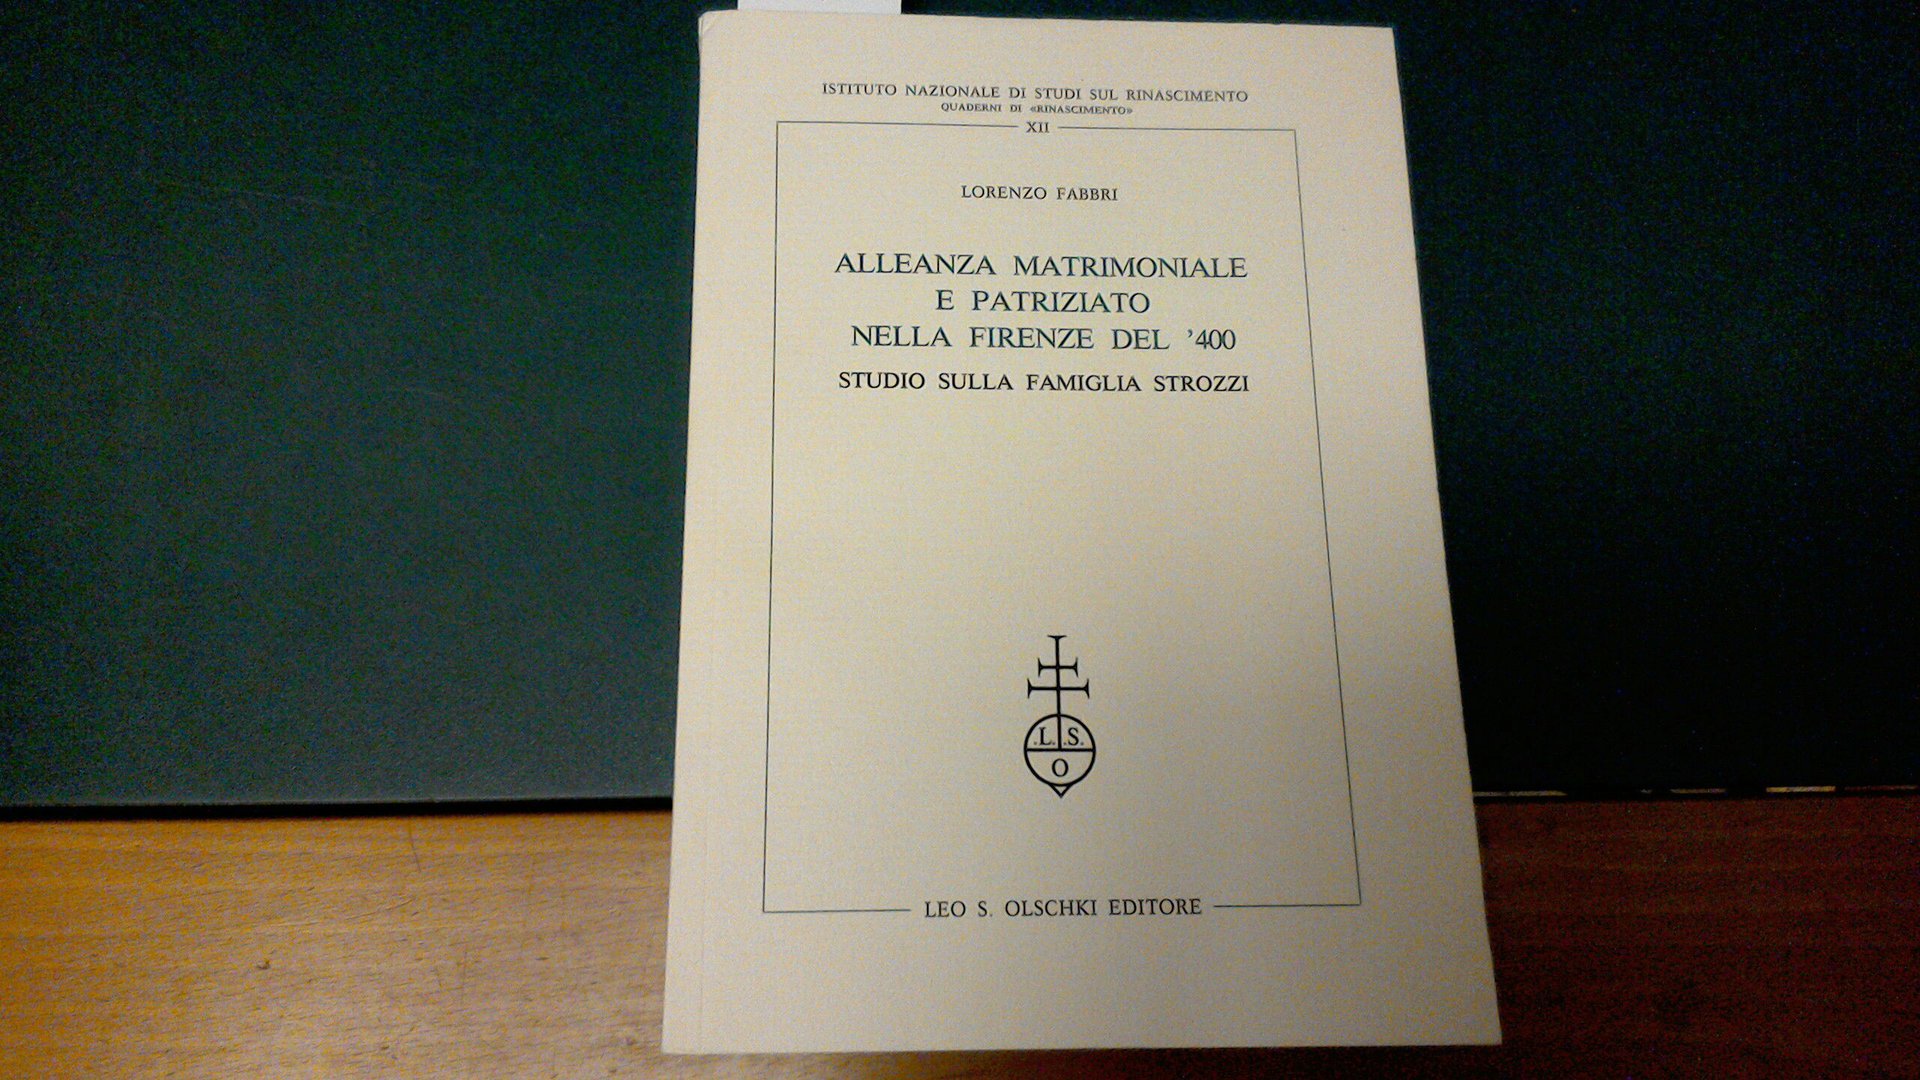 ISTITUTO NAZIONALE DI STUDI SUL RINASCIMENTO
QUADERNI DI «RINASCIMENTO»
XII
LORENZO FABBRI
ALLEANZA MATRIMONIALE
E PATRIZIATO
NELLA FIRENZE DEL '400
STUDIO SULLA FAMIGLIA STROZZI
.L. .S.
O
LEO S. OLSCHKI EDITORE